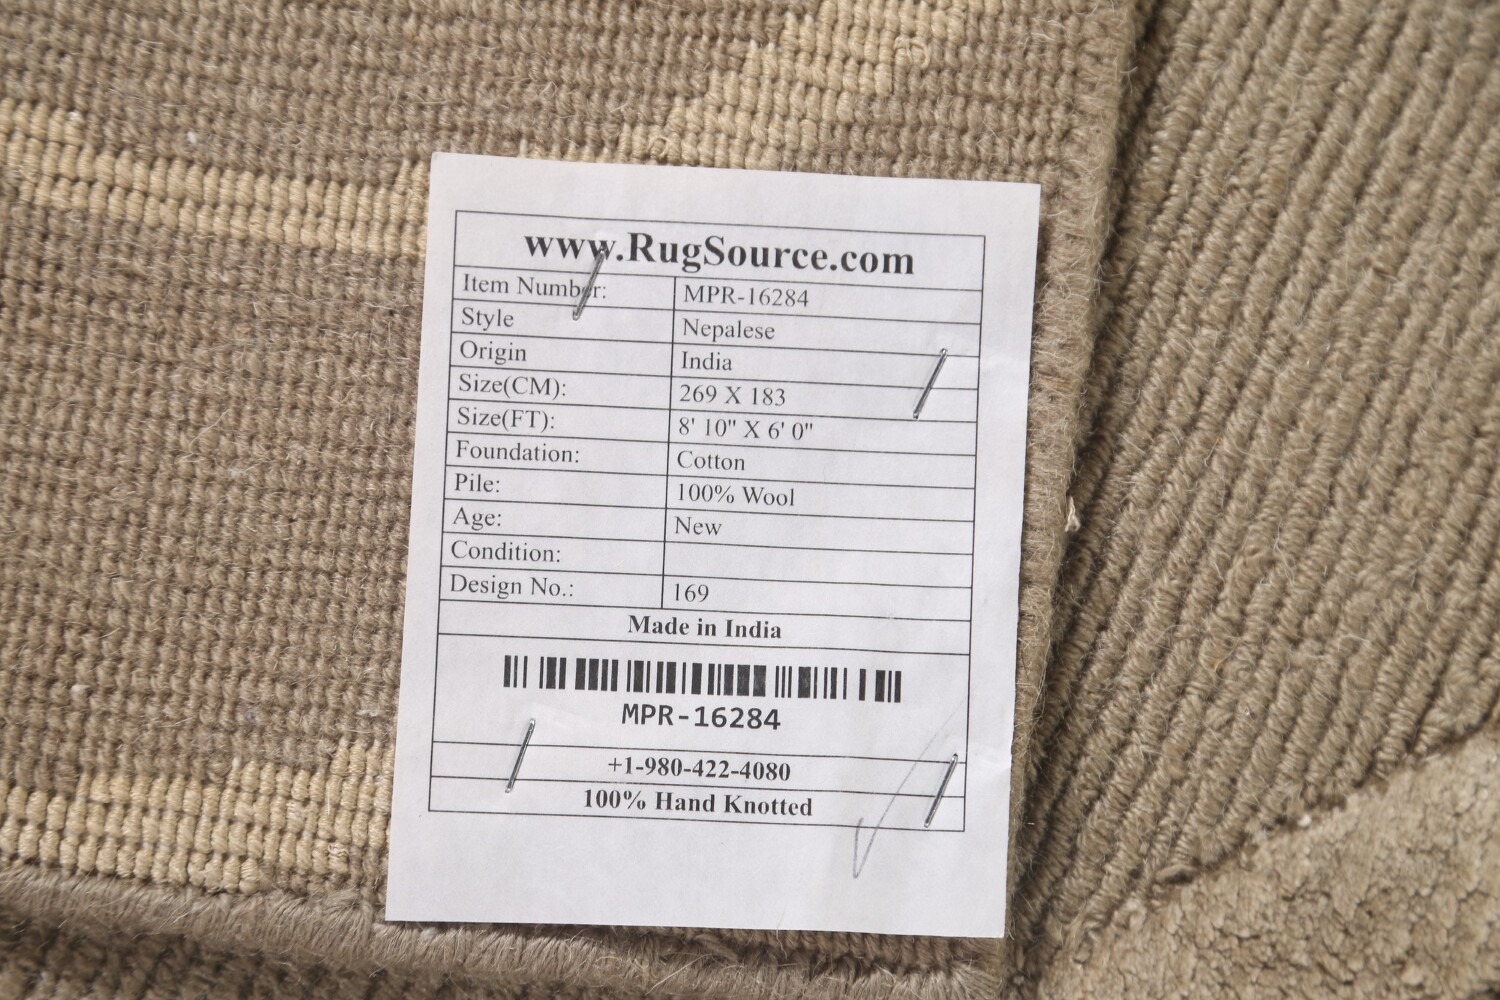 www.RugSource.com
Item Number: MPR-16284
Style Nepalese
Origin India
Size(CM): 269 X 183
Size(FT): 8' 10" X 6' 0"
Foundation: Cotton
Pile: 100% Wool
Age: New
Condition:
Design No.: 169
Made in India
MPR-16284
+1-980-422-4080
100% Hand Knotted